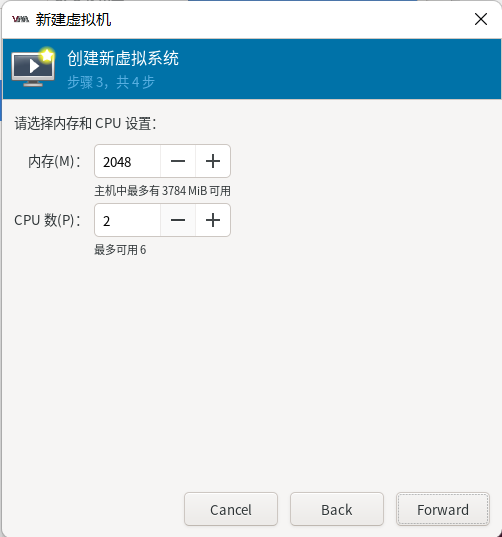 新建虚拟机
创建新虚拟系统
步骤 3，共 4 步
请选择内存和 CPU 设置：
内存(M)： 2048
主机中最多有 3784 MiB 可用
CPU 数(P)： 2
最多可用 6
Cancel Back Forward